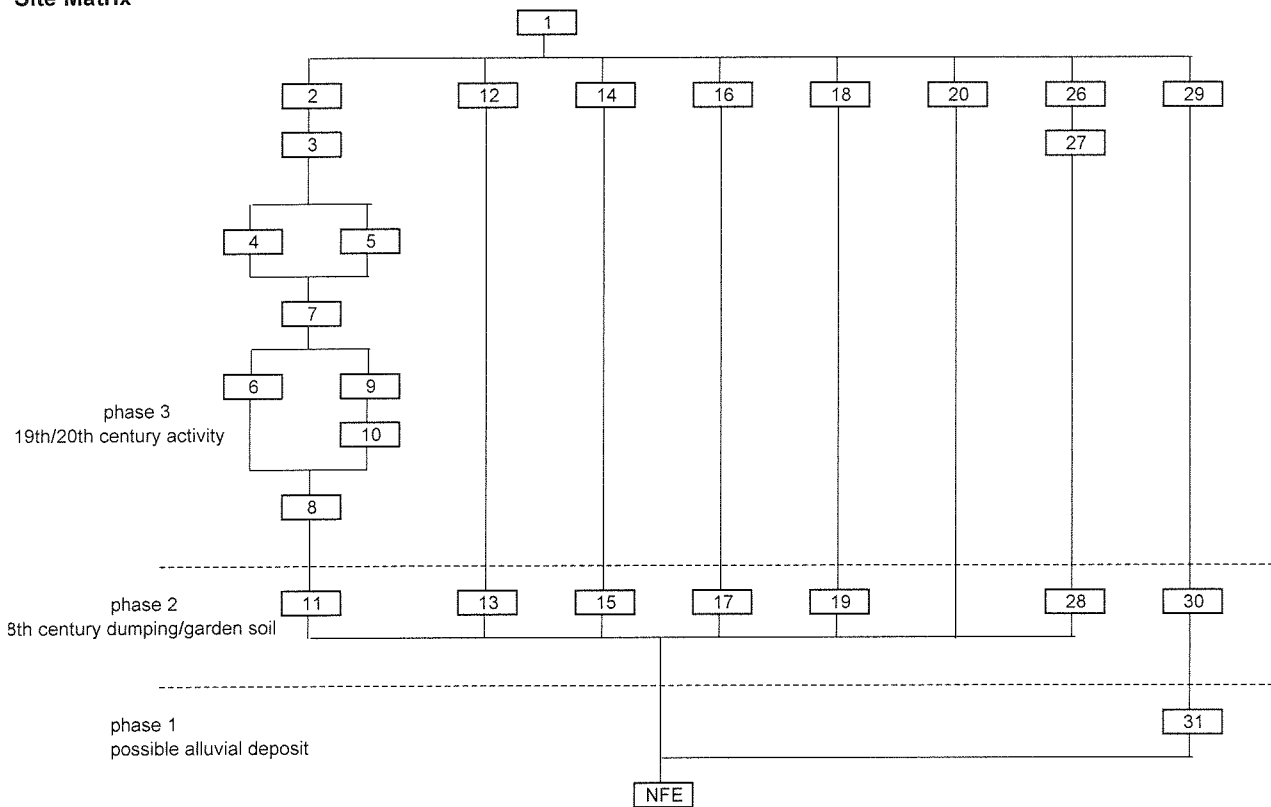 Site Matrix
1
2 12 14 16 18 20 26 29
3 27
4 5
7
6 9
phase 3
19th/20th century activity
10
8
phase 2
8th century dumping/garden soil
11 13 15 17 19 28 30
phase 1
possible alluvial deposit
31
NFE